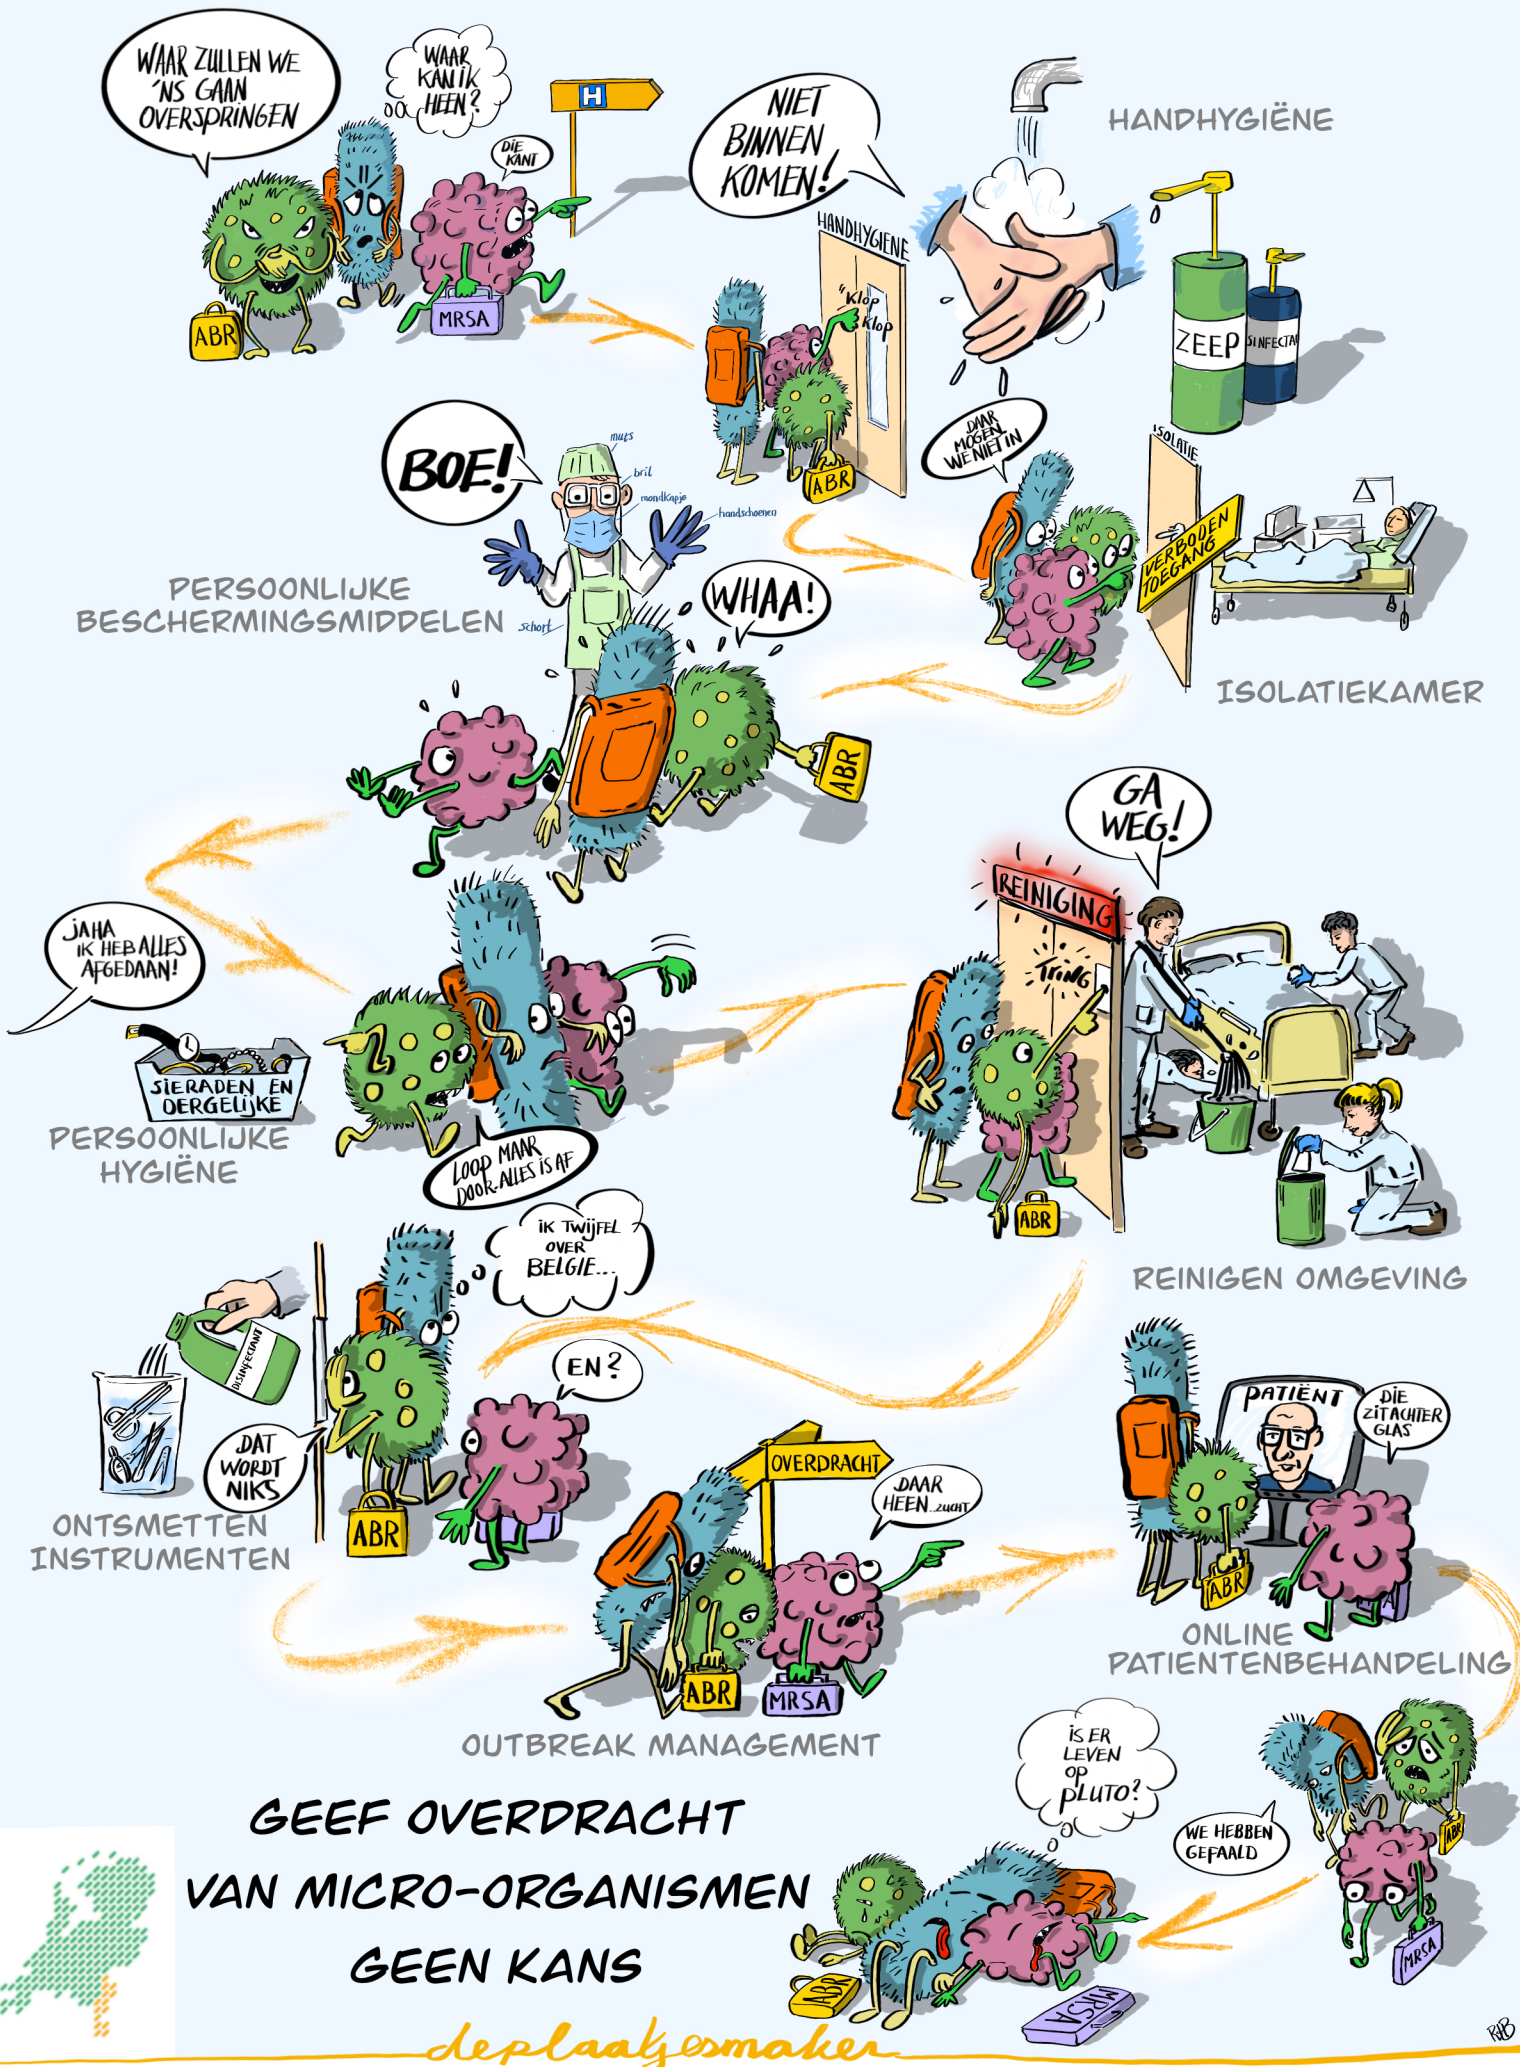 WAAR ZULLEN WE
'NS GAAN
OVERSPRINGEN
WAAR
KAN IK
HEEN?
DIE
KANT
H
ABR
MRSA
NIET
BINNEN
KOMEN!
HANDHYGIËNE
HANDHYGIENE
"Klop
Klop
ABR
ZEEP
SINFECTA
DAAR
MOGEN
WE NIET IN
ISOLATIE
VERBODEN
TOEGANG
ISOLATIEKAMER
BOE!
muts
bril
mondkapje
handschoenen
schort
PERSOONLIJKE
BESCHERMINGSMIDDELEN
WHAA!
ABR
JAHA
IK HEB ALLES
AFGEDAAN!
SIERADEN EN
DERGELIJKE
PERSOONLIJKE
HYGIËNE
LOOP MAAR
DOOR-ALLES IS AF
GA
WEG!
REINIGING
TRING
ABR
REINIGEN OMGEVING
IK TWIJFEL
OVER
BELGIE...
EN?
DESINFECTANT
DAT
WORDT
NIKS
ABR
ONTSMETTEN
INSTRUMENTEN
OVERDRACHT
DAAR
HEEN..ZUCHT
ABR
MRSA
OUTBREAK MANAGEMENT
PATIËNT
DIE
ZIT ACHTER
GLAS
ABR
A
ONLINE
PATIENTENBEHANDELING
WE HEBBEN
GEFAALD
ABR
MRSA
IS ER
LEVEN
OP
PLUTO?
ABR
MRSA
GEEF OVERDRACHT
VAN MICRO-ORGANISMEN
GEEN KANS
deplaatjesmaker